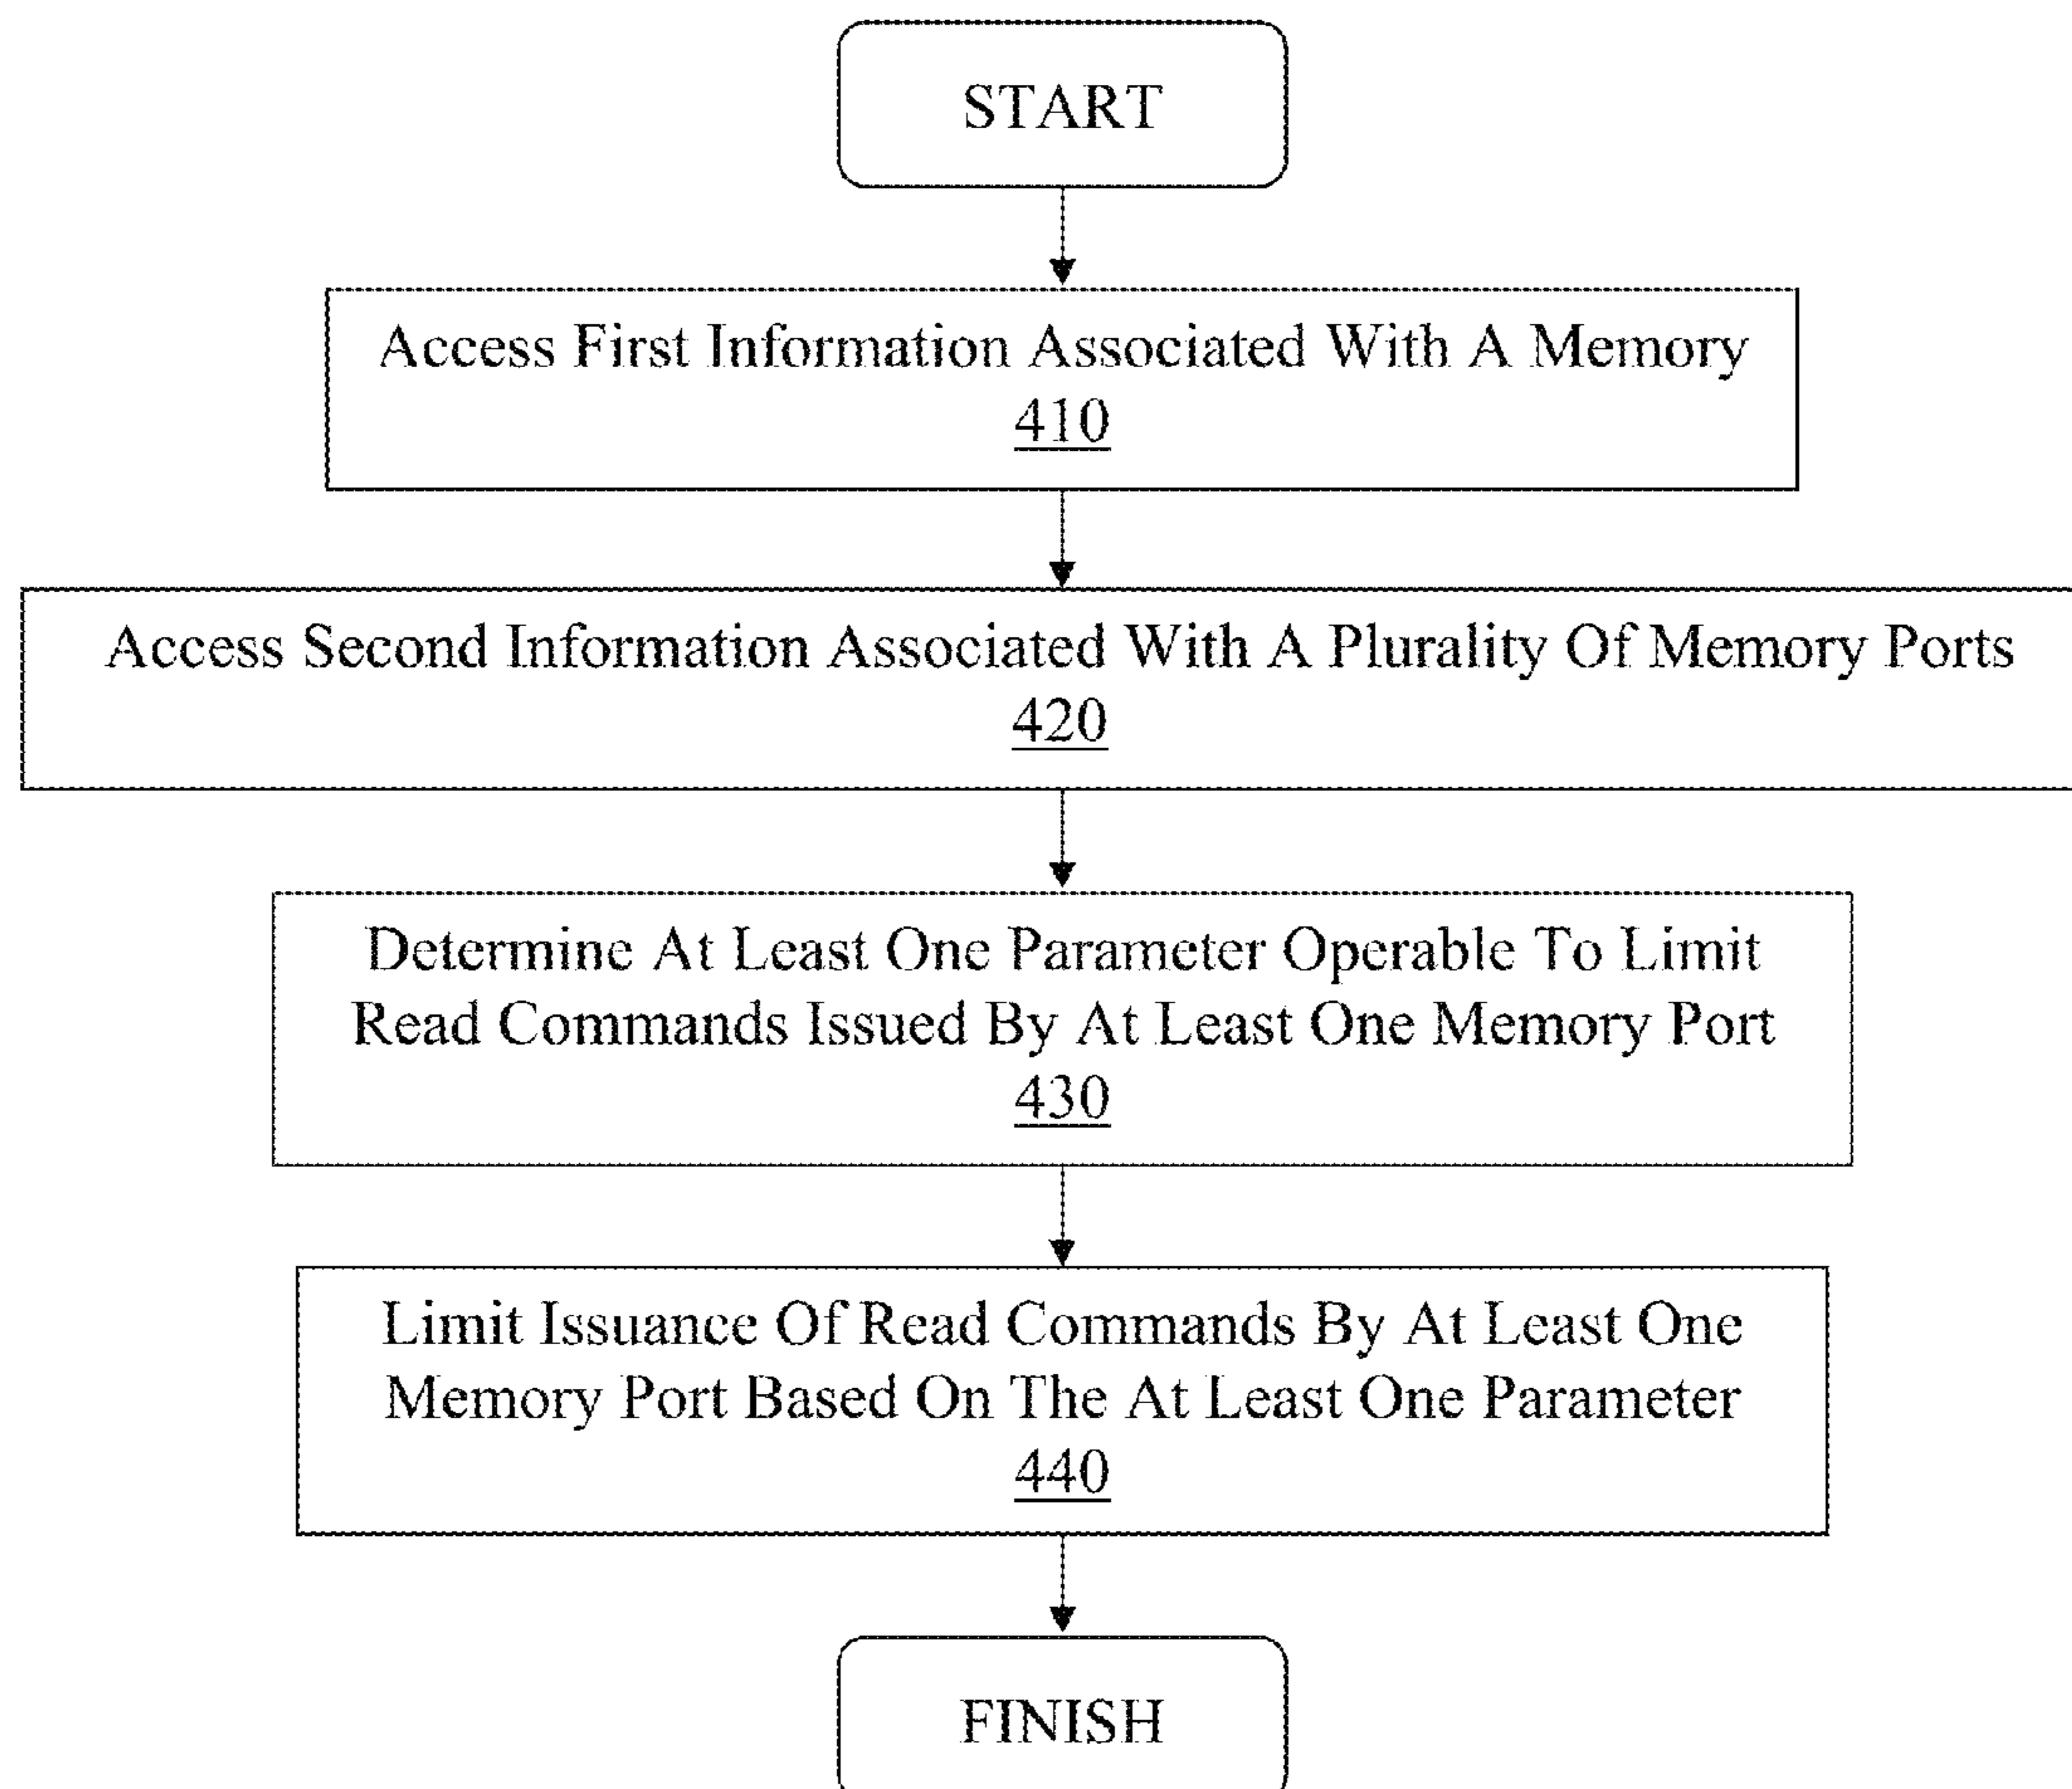 START
Access First Information Associated With A Memory
410
Access Second Information Associated With A Plurality Of Memory Ports
420
Determine At Least One Parameter Operable To Limit
Read Commands Issued By At Least One Memory Port
430
Limit Issuance Of Read Commands By At Least One
Memory Port Based On The At Least One Parameter
440
FINISH